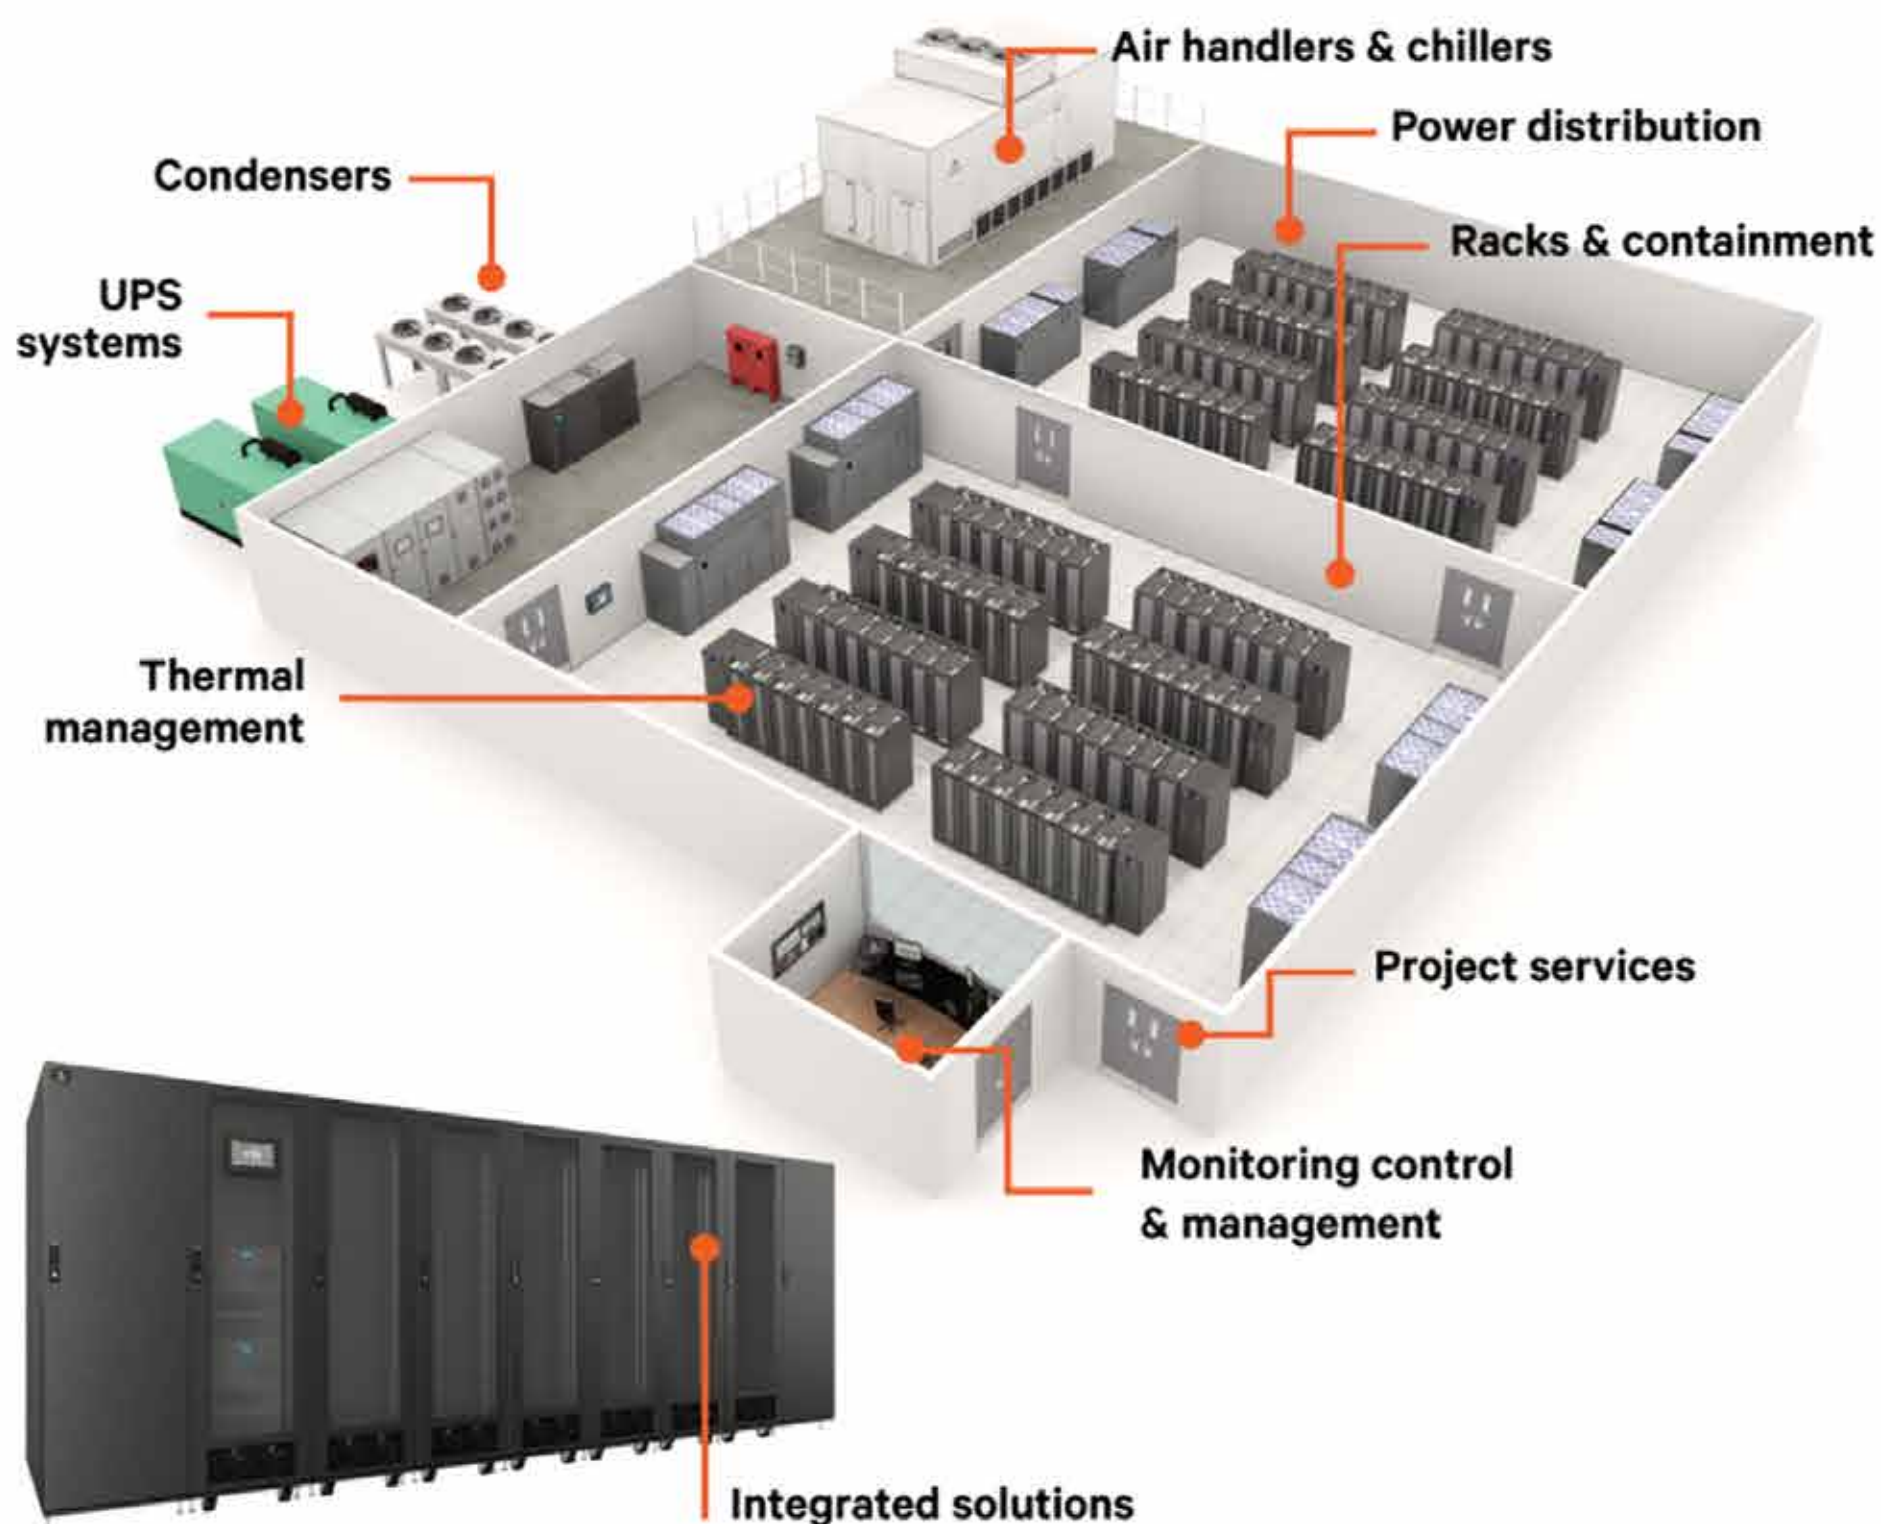 Air handlers & chillers
Power distribution
Condensers
Racks & containment
UPS
systems
Thermal
management
Project services
Monitoring control
& management
Integrated solutions